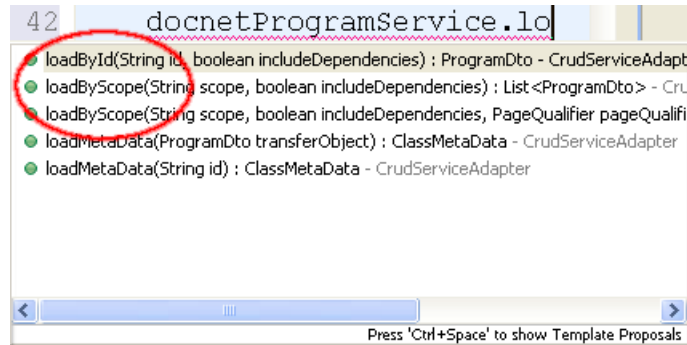 42 docnetProgramService.lo
loadById(String id, boolean includeDependencies) : ProgramDto - CrudServiceAdapt
loadByScope(String scope, boolean includeDependencies) : List<ProgramDto> - Cru
loadByScope(String scope, boolean includeDependencies, PageQualifier pageQualifi
loadMetaData(ProgramDto transferObject) : ClassMetaData - CrudServiceAdapter
loadMetaData(String id) : ClassMetaData - CrudServiceAdapter
Press 'Ctrl+Space' to show Template Proposals